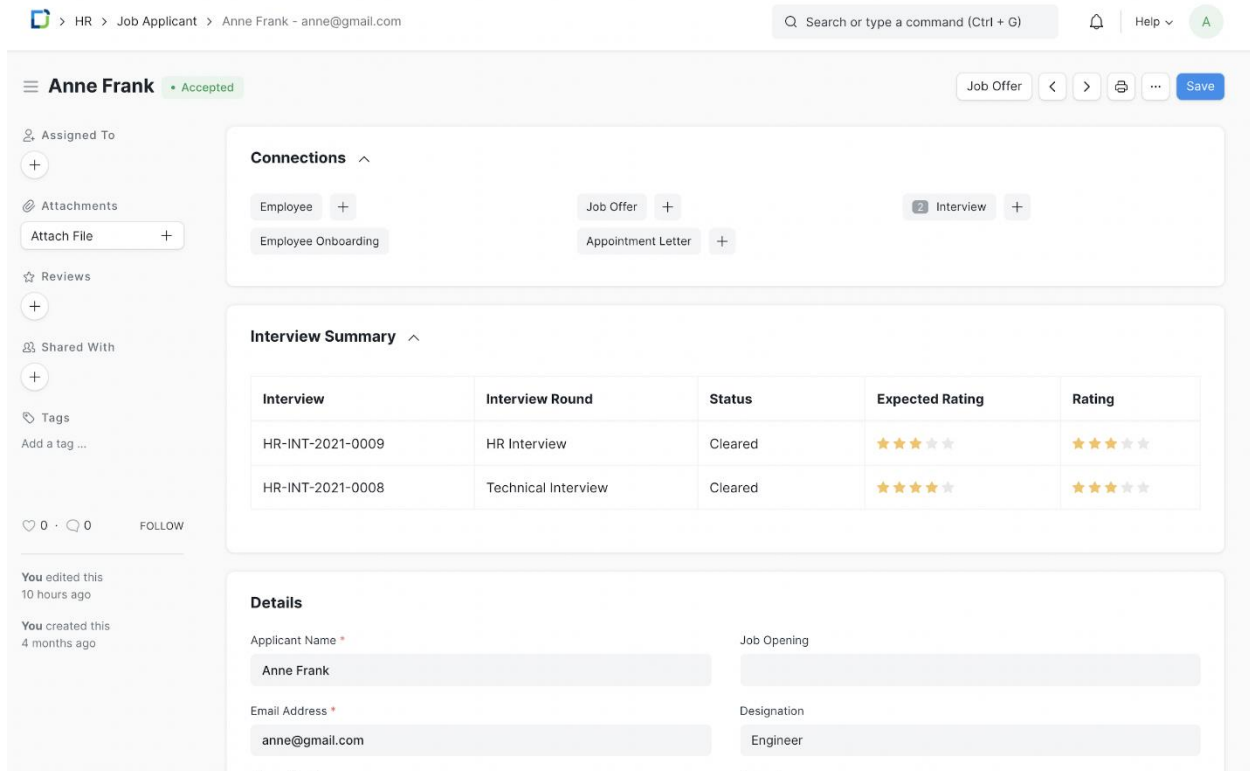 HR > Job Applicant > Anne Frank - anne@gmail.com
Search or type a command (Ctrl + G)
Help
A
Anne Frank
• Accepted
Job Offer
...
Save
Assigned To
Attachments
Attach File
Reviews
Shared With
Tags
Add a tag ...
0 · 0
FOLLOW
You edited this
10 hours ago
You created this
4 months ago
Connections
Employee +
Job Offer +
2 Interview +
Employee Onboarding
Appointment Letter +
Interview Summary
Interview Interview Round Status Expected Rating Rating
HR-INT-2021-0009 HR Interview Cleared
HR-INT-2021-0008 Technical Interview Cleared
Details
Applicant Name *
Anne Frank
Job Opening
Email Address *
anne@gmail.com
Designation
Engineer